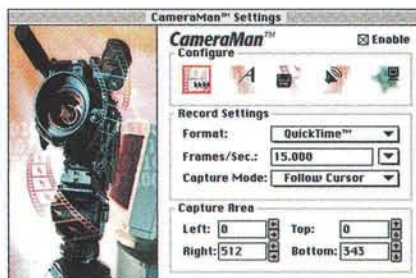 CameraMan™ Settings
CameraMan™
Enable
Configure
A
Record Settings
Format: QuickTime™
Frames/Sec.: 15.000
Capture Mode: Follow Cursor
Capture Area
Left: 0 Top: 0
Right: 512 Bottom: 343